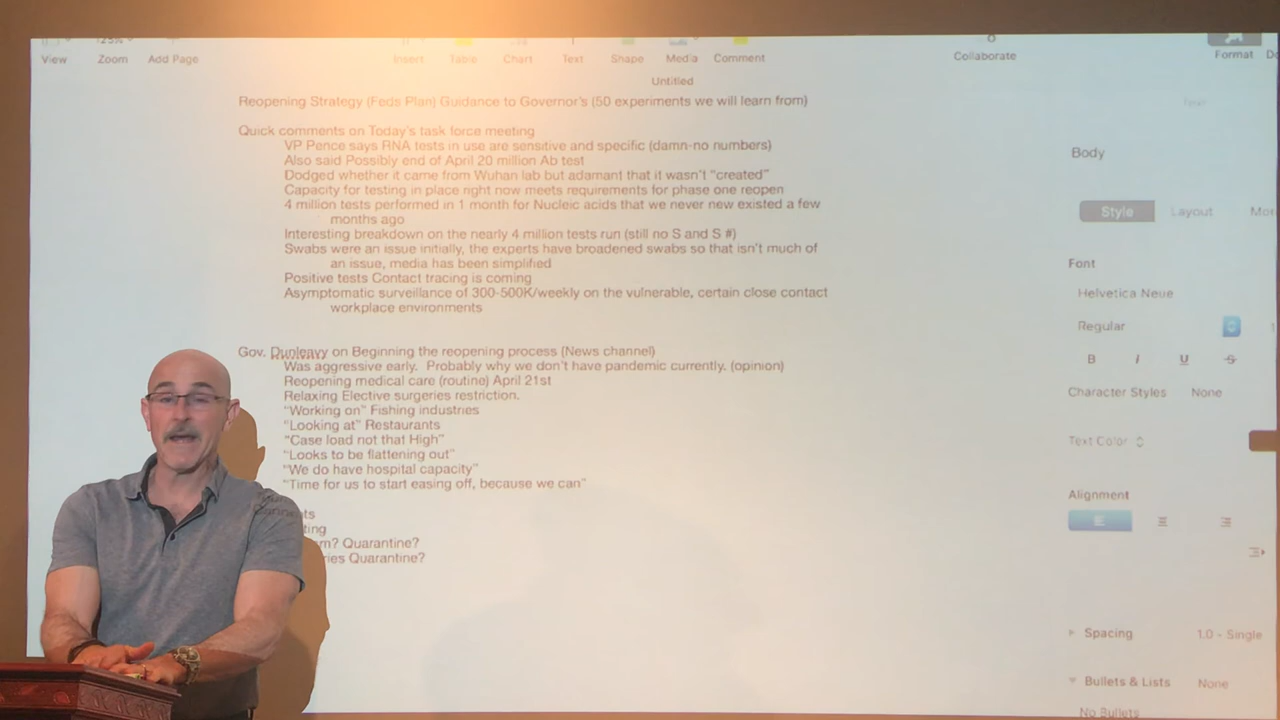 125%
View Zoom Add Page Insert Table Chart Text Shape Media Comment Collaborate Format
Untitled
Reopening Strategy (Feds Plan) Guidance to Governor's (50 experiments we will learn from)
Quick comments on Today's task force meeting
VP Pence says RNA tests in use are sensitive and specific (damn-no numbers)
Also said Possibly end of April 20 million Ab test
Dodged whether it came from Wuhan lab but adamant that it wasn't "created"
Capacity for testing in place right now meets requirements for phase one reopen
4 million tests performed in 1 month for Nucleic acids that we never new existed a few
months ago
Interesting breakdown on the nearly 4 million tests run (still no S and S #)
Swabs were an issue initially, the experts have broadened swabs so that isn't much of
an issue, media has been simplified
Positive tests Contact tracing is coming
Asymptomatic surveillance of 300-500K/weekly on the vulnerable, certain close contact
workplace environments
Gov. Dunleavy on Beginning the reopening process (News channel)
Was aggressive early. Probably why we don't have pandemic currently. (opinion)
Reopening medical care (routine) April 21st
Relaxing Elective surgeries restriction.
"Working on" Fishing industries
"Looking at" Restaurants
"Case load not that High"
"Looks to be flattening out"
"We do have hospital capacity"
"Time for us to start easing off, because we can"
ts
ting
m? Quarantine?
ries Quarantine?
Body
Style Layout Mor
Font
Helvetica Neue
Regular
B I U S
Character Styles None
Text Color
Alignment
Spacing 1.0 - Single
Bullets & Lists None
No Bullets